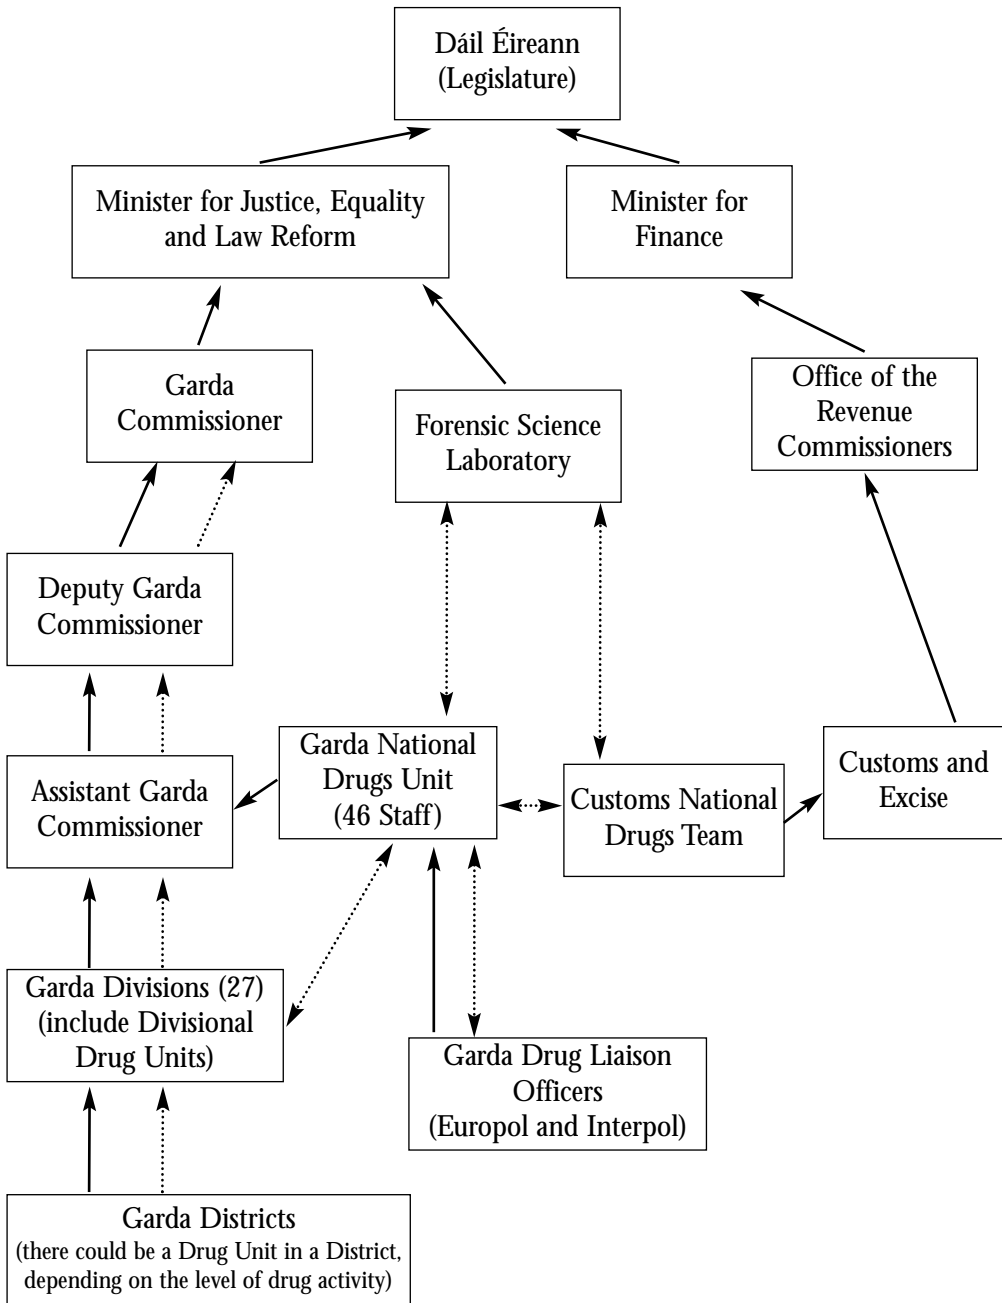 Dáil Éireann
(Legislature)
Minister for Justice, Equality
and Law Reform
Minister for
Finance
Garda
Commissioner
Forensic Science
Laboratory
Office of the
Revenue
Commissioners
Deputy Garda
Commissioner
Assistant Garda
Commissioner
Garda National
Drugs Unit
(46 Staff)
Customs National
Drugs Team
Customs and
Excise
Garda Divisions (27)
(include Divisional
Drug Units)
Garda Drug Liaison
Officers
(Europol and Interpol)
Garda Districts
(there could be a Drug Unit in a District,
depending on the level of drug activity)